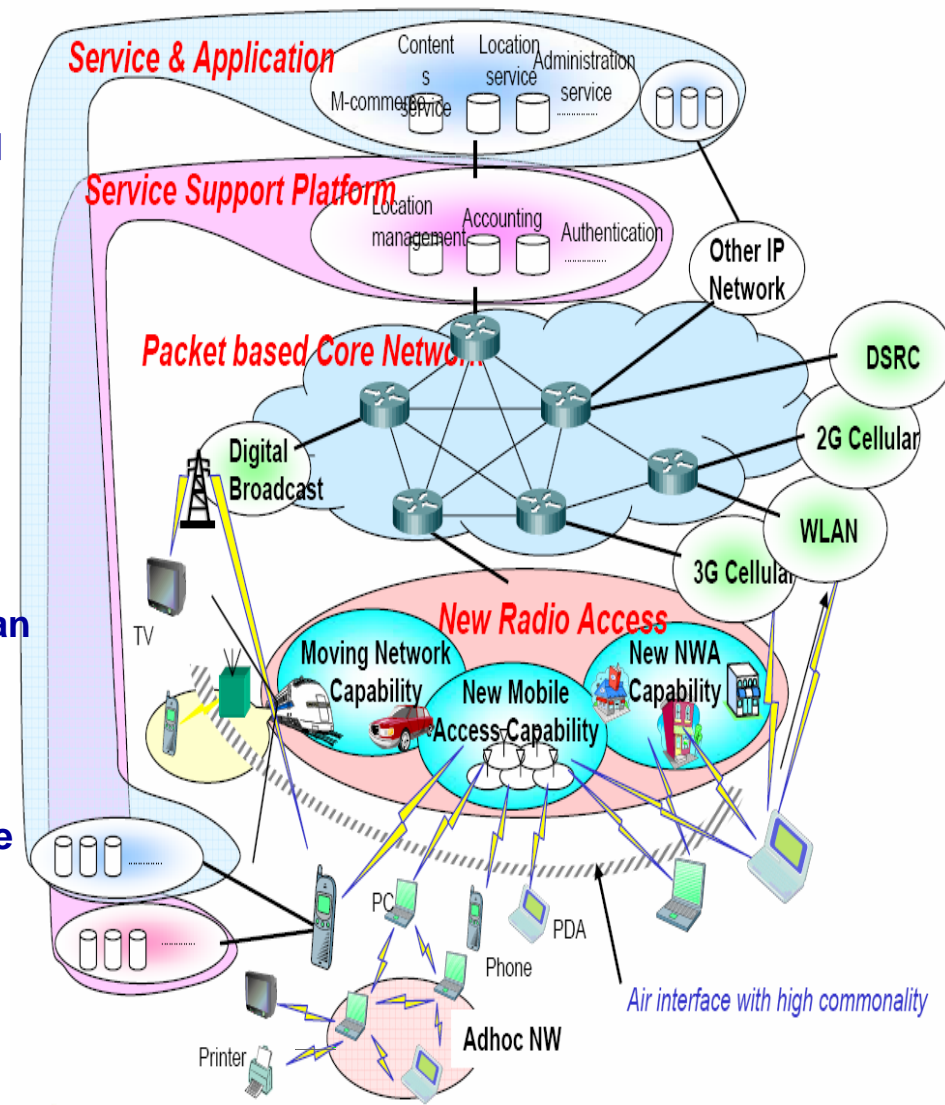 Service & Application
Content
s
service
Location
service
Administration
service
M-commerce
..............
Service Support Platform
Location
management
Accounting
Authentication
..............
Other IP
Network
Packet based Core Network
DSRC
2G Cellular
Digital
Broadcast
WLAN
3G Cellular
TV
an
New Radio Access
Moving Network
Capability
New Mobile
Access Capability
New NWA
Capability
e
............
............
PC
PDA
Phone
Air interface with high commonality
Printer
Adhoc NW